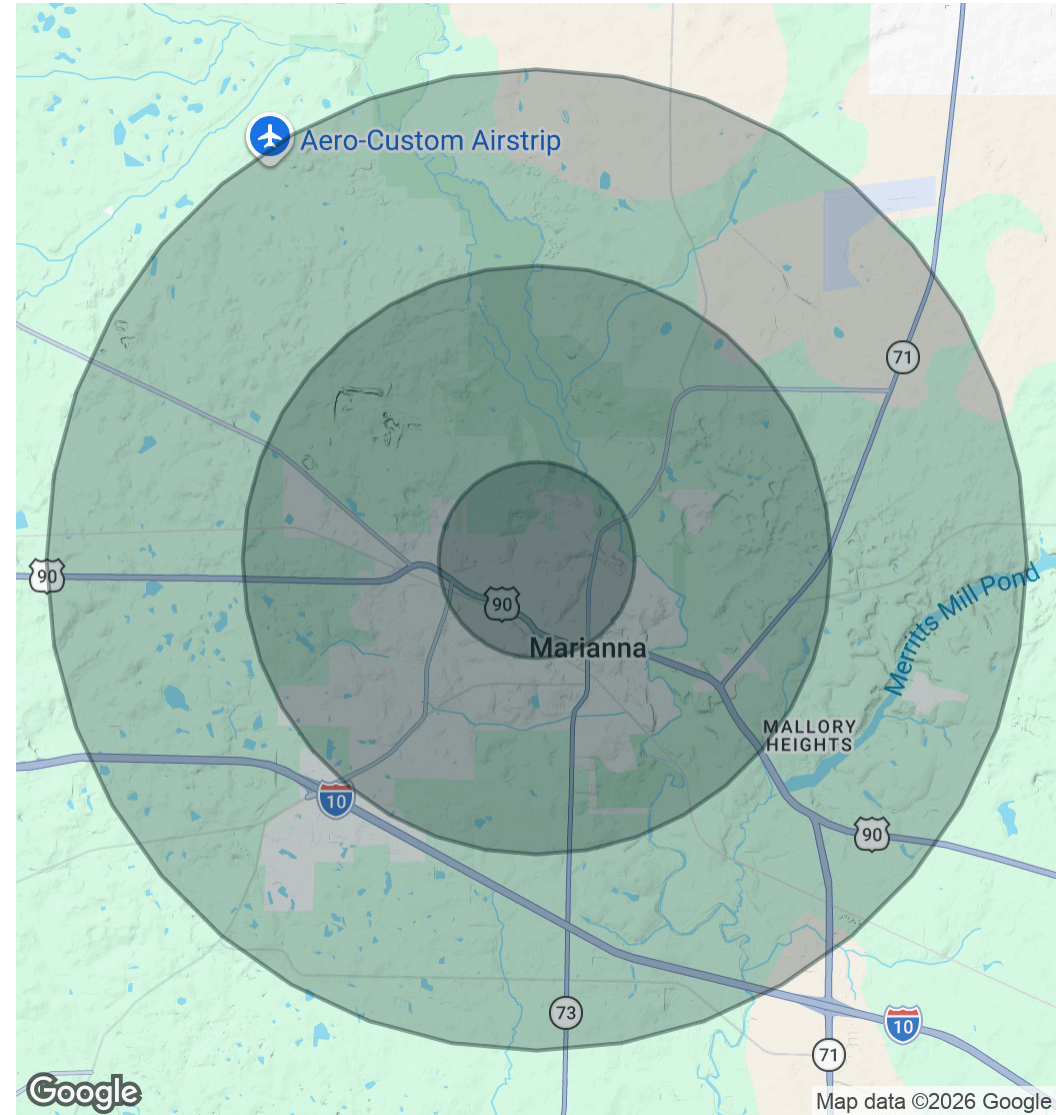 Aero-Custom Airstrip
71
90
Merritts Mill Pond
90
Marianna
MALLORY
HEIGHTS
10
90
73
10
71
Google
Map data ©2026 Google